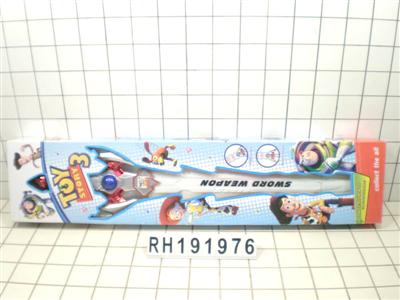 TOY
STORY
3
SWORD WEAPON
collect the all
RH191976